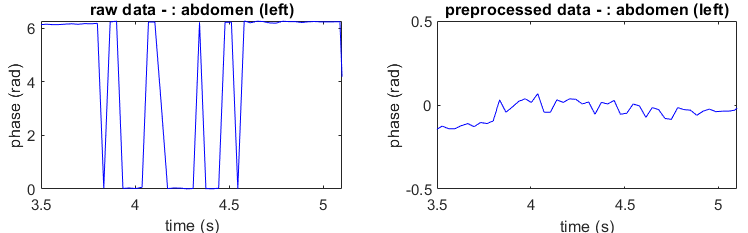 raw data - : abdomen (left)
phase (rad)
6
4
2
0
3.5 4 4.5 5
time (s)
preprocessed data - : abdomen (left)
phase (rad)
0.5
0
-0.5
3.5 4 4.5 5
time (s)